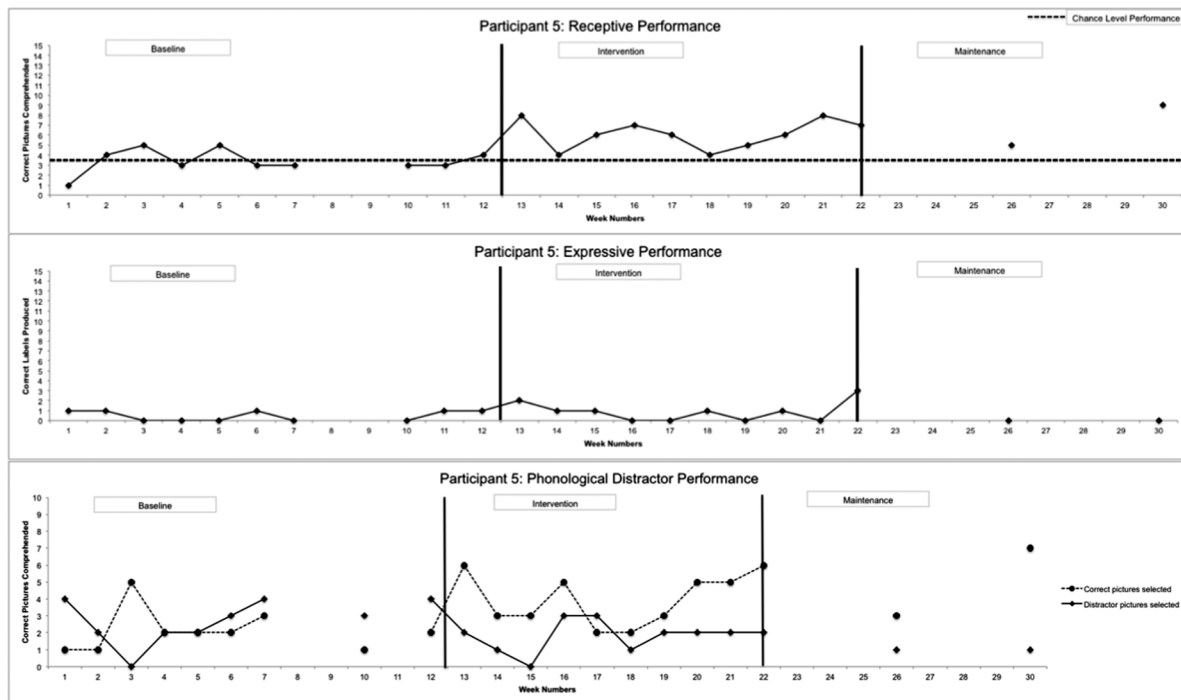 Participant 5: Receptive Performance
Chance Level Performance
Baseline
Intervention
Maintenance
Correct Pictures Comprehended
15
14
13
12
11
10
9
8
7
6
5
4
3
2
1
0
1 2 3 4 5 6 7 8 9 10 11 12 13 14 15 16 17 18 19 20 21 22 23 24 25 26 27 28 29 30
Week Numbers
Participant 5: Expressive Performance
Baseline
Intervention
Maintenance
Correct Labels Produced
15
14
13
12
11
10
9
8
7
6
5
4
3
2
1
0
1 2 3 4 5 6 7 8 9 10 11 12 13 14 15 16 17 18 19 20 21 22 23 24 25 26 27 28 29 30
Week Numbers
Participant 5: Phonological Distractor Performance
Baseline
Intervention
Maintenance
Correct Pictures Comprehended
10
9
8
7
6
5
4
3
2
1
0
Correct pictures selected
Distractor pictures selected
1 2 3 4 5 6 7 8 9 10 11 12 13 14 15 16 17 18 19 20 21 22 23 24 25 26 27 28 29 30
Week Numbers